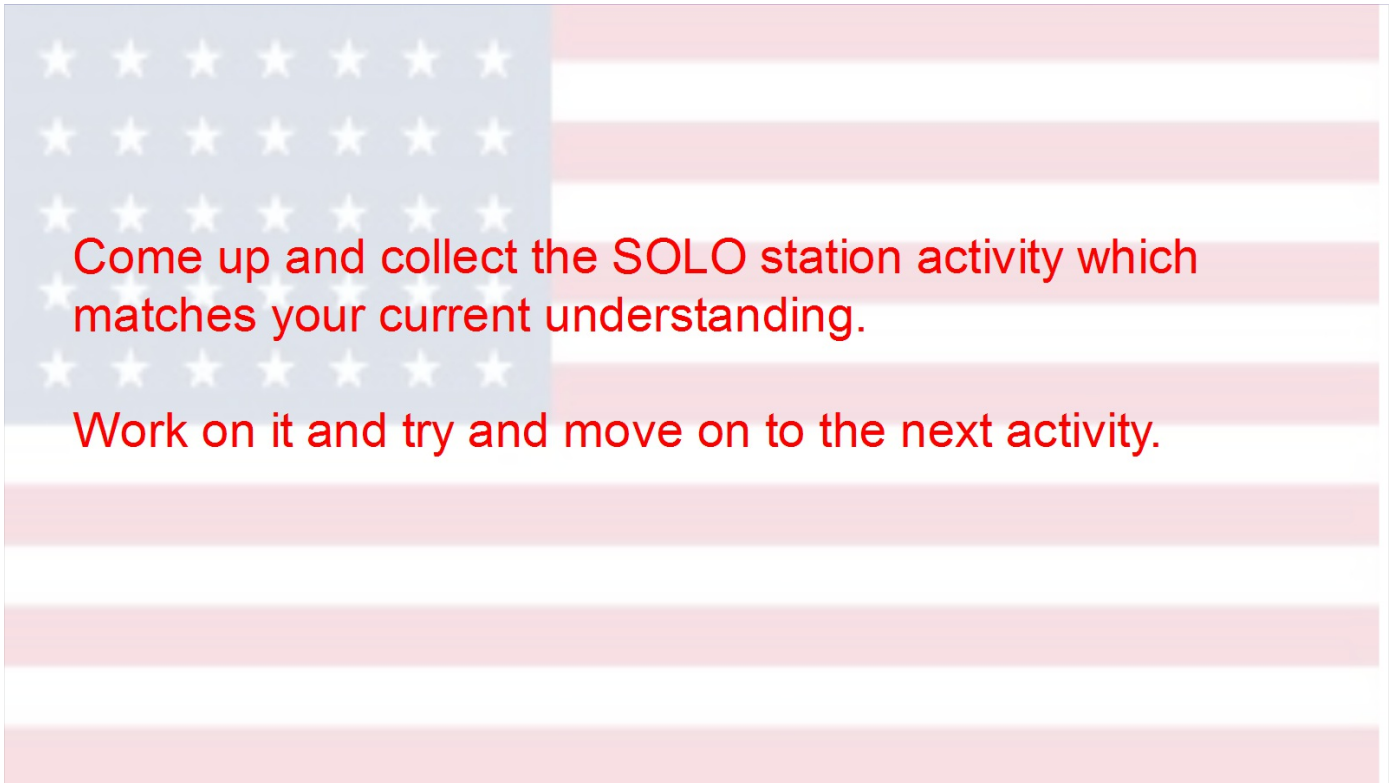 Come up and collect the SOLO station activity which
matches your current understanding.
Work on it and try and move on to the next activity.